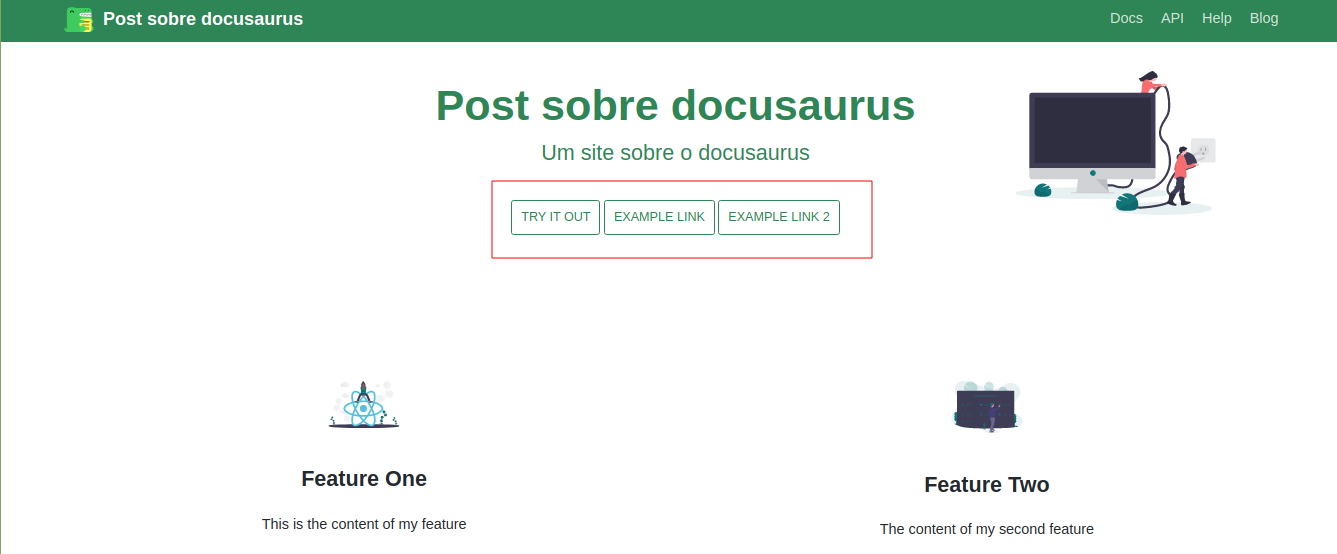 Post sobre docusaurus Docs API Help Blog
Post sobre docusaurus
Um site sobre o docusaurus
TRY IT OUT EXAMPLE LINK EXAMPLE LINK 2
Feature One
This is the content of my feature
Feature Two
The content of my second feature